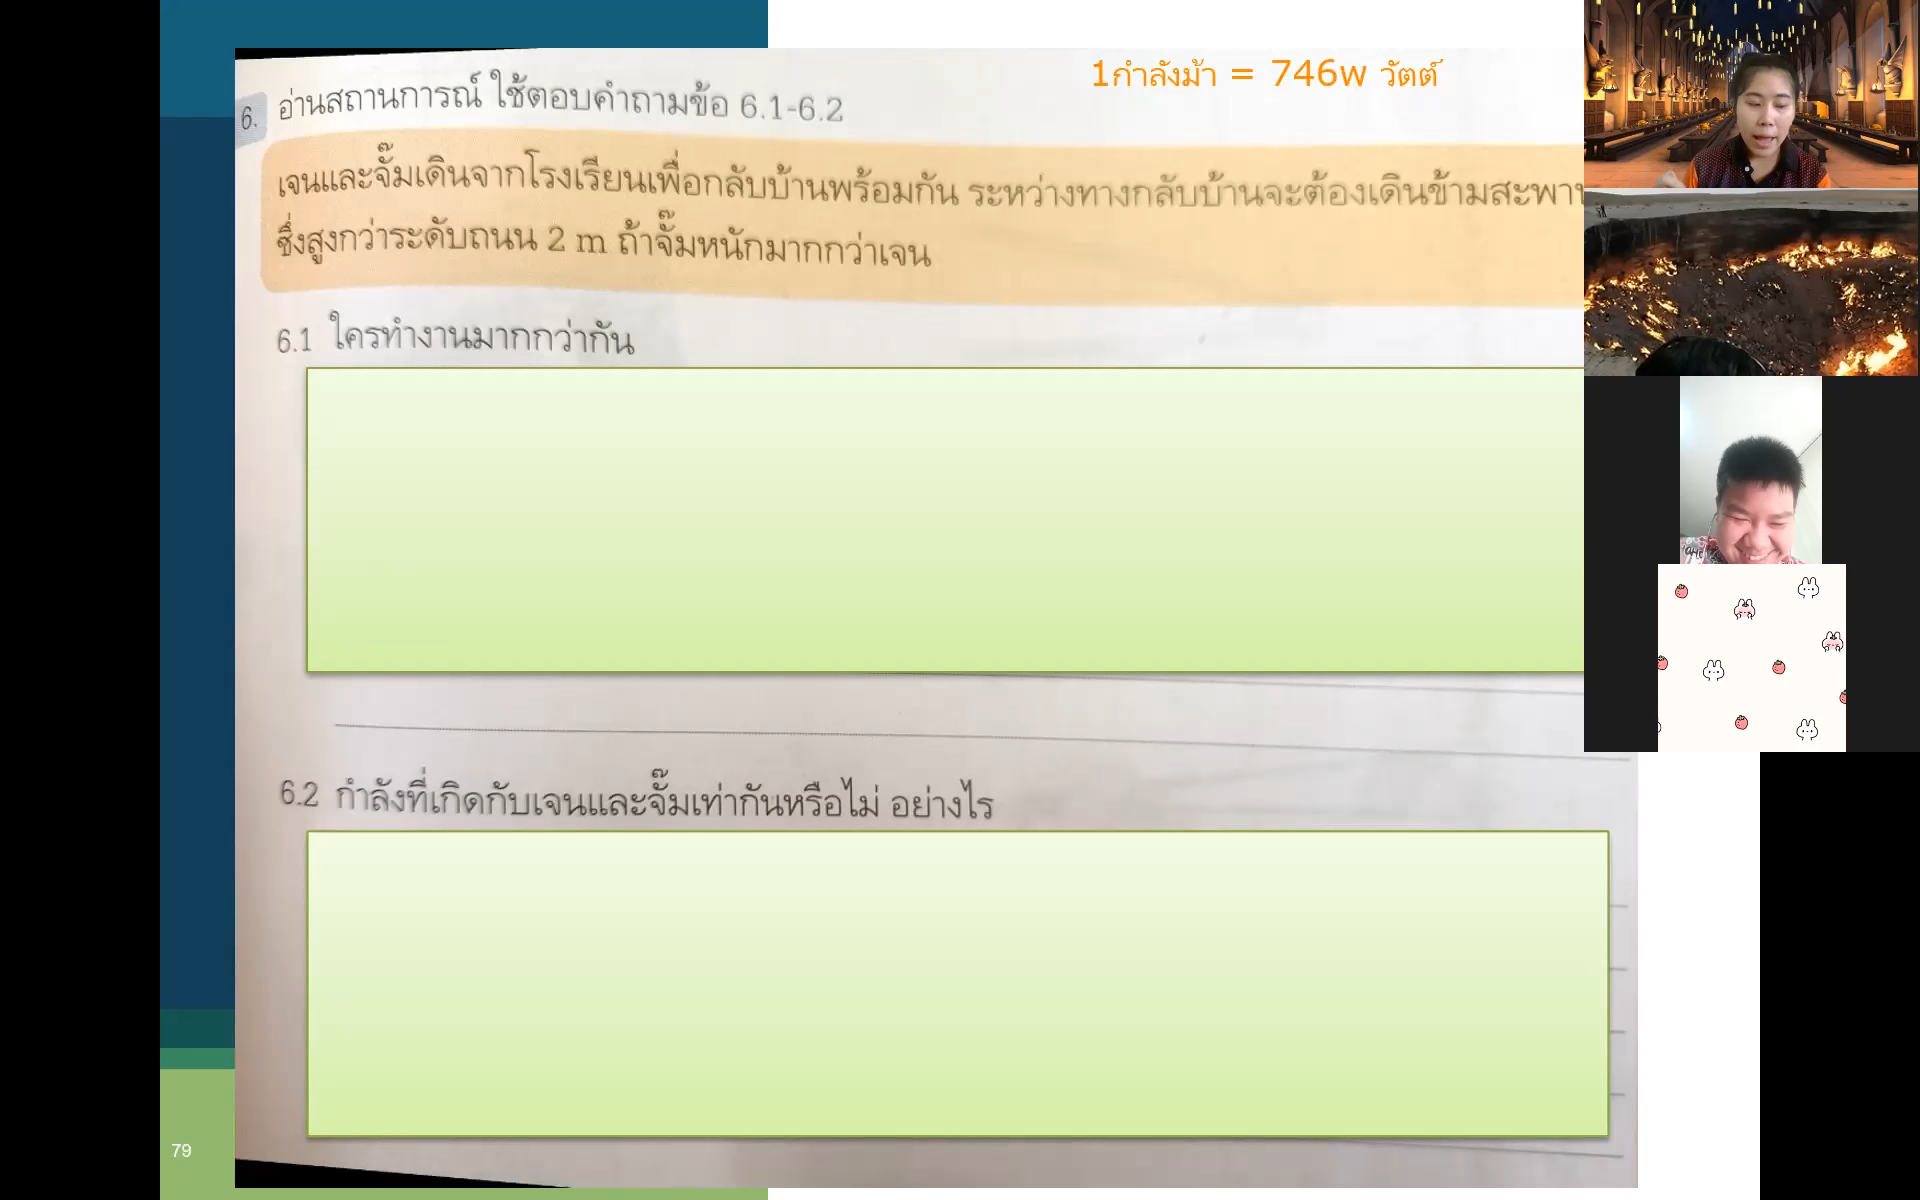 1กำลังม้า = 746w วัตต์
6. อ่านสถานการณ์ ใช้ตอบคำถามข้อ 6.1-6.2
เจนและจั๊มเดินจากโรงเรียนเพื่อกลับบ้านพร้อมกัน ระหว่างทางกลับบ้านจะต้องเดินข้ามสะพาน
ซึ่งสูงกว่าระดับถนน 2 m ถ้าจั๊มหนักมากกว่าเจน
6.1 ใครทำงานมากกว่ากัน
6.2 กำลังที่เกิดกับเจนและจั๊มเท่ากันหรือไม่ อย่างไร
79